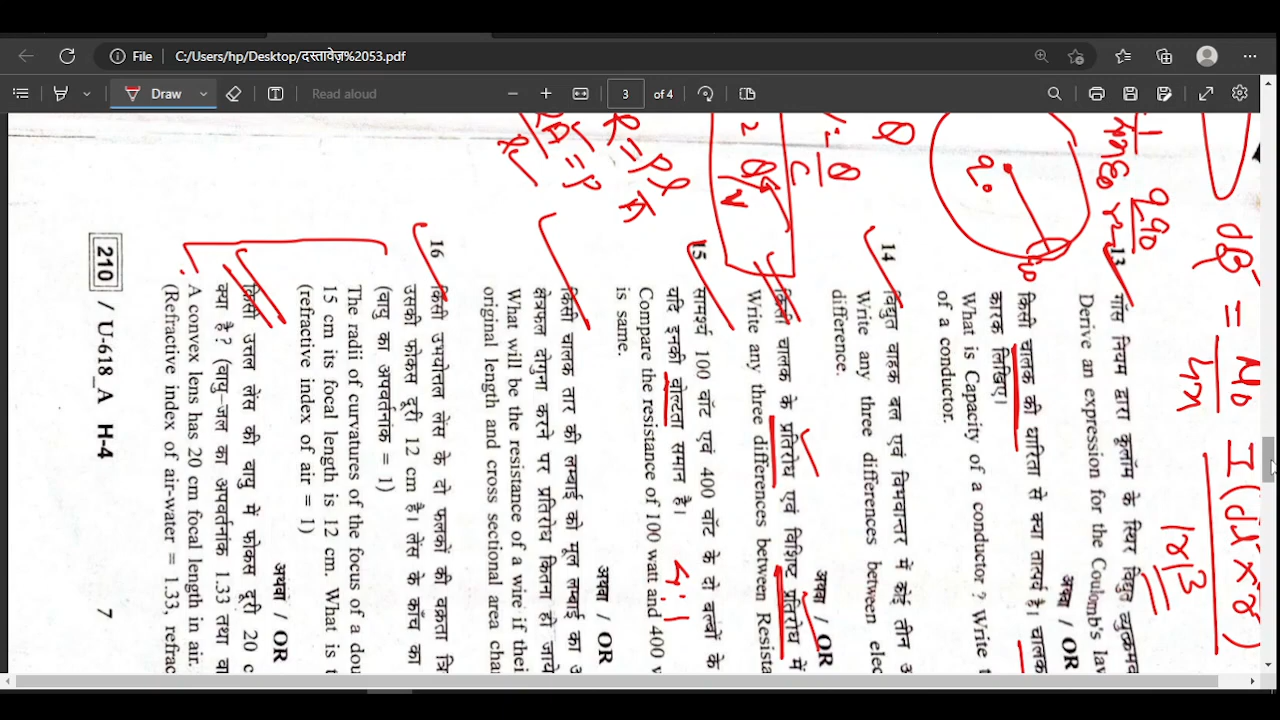 File
C:/Users/hp/Desktop/दस्तावेज़%2053.pdf
Draw
Read aloud
3
of 4
13
गॉस नियम द्वारा कूलॉम के स्थिर विद्युत व्युत्क्रमव
Derive an expression for the Coulomb's law
अथवा / OR
किसी चालक की धारिता से क्या तात्पर्य है। चालक
कारक लिखिए।
What is Capacity of a conductor ? Write t
of a conductor.
14
विद्युत वाहक बल एवं विभवान्तर में कोई तीन अ
Write any three differences between elec
difference.
अथवा / OR
किसी चालक के प्रतिरोध एवं विशिष्ट प्रतिरोध में
Write any three differences between Resista
15
सामर्थ्य 100 वॉट एवं 400 वॉट के दो बल्बों के
यदि इनकी वोल्टता समान है।
Compare the resistance of 100 watt and 400 w
is same.
4:1
अथवा / OR
किसी चालक तार की लम्बाई को मूल लम्बाई का
क्षेत्रफल दोगुना करने पर प्रतिरोध कितना हो जाये
What will be the resistance of a wire if thei
original length and cross sectional area cha
16
किसी उभयोत्तल लेंस के दो फलकों की वक्रता त्रि
उसकी फोकस दूरी 12 cm है। लेंस के काँच का
(वायु का अपवर्तनांक = 1)
The radii of curvatures of the focus of a dou
15 cm its focal length is 12 cm. What is t
(refractive index of air = 1)
अथवा / OR
किसी उत्तल लेंस की वायु में फोकस दूरी 20 c
क्या है? (वायु-जल का अपवर्तनांक 1.33 तथा वा
A convex lens has 20 cm focal length in air.
(Refractive index of air-water = 1.33, refrac
210 / U-618_A H-4
7